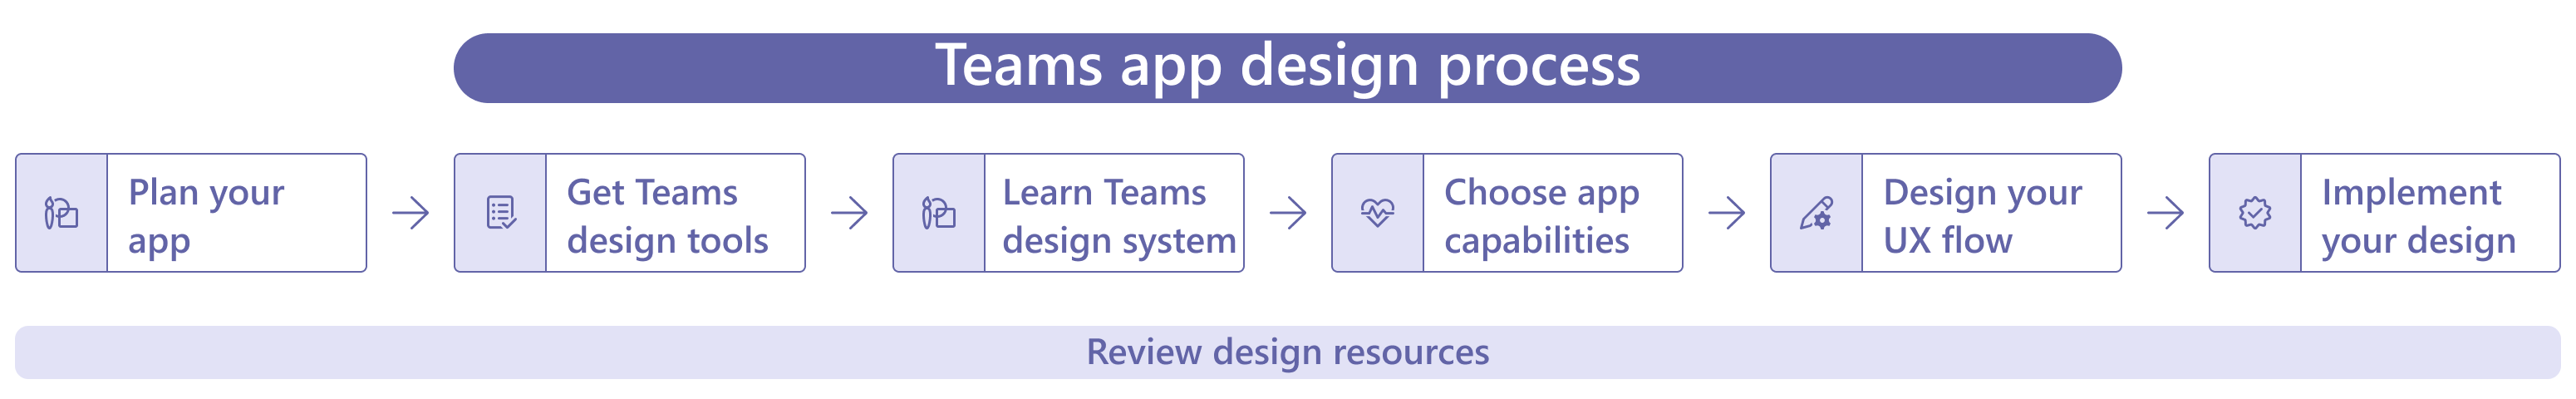 Teams app design process
Plan your
app
Get Teams
design tools
Learn Teams
design system
Choose app
capabilities
Design your
UX flow
Implement
your design
Review design resources